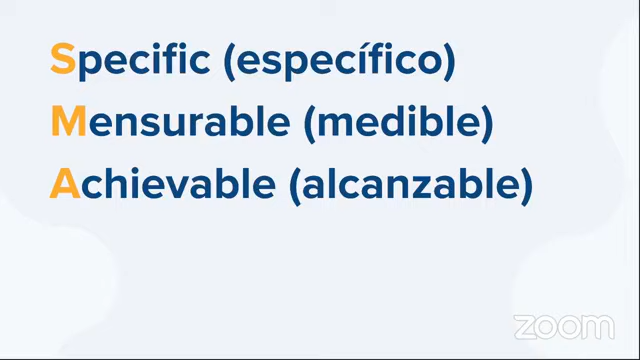 Specific (específico)
Mensurable (medible)
Achievable (alcanzable)
zoom